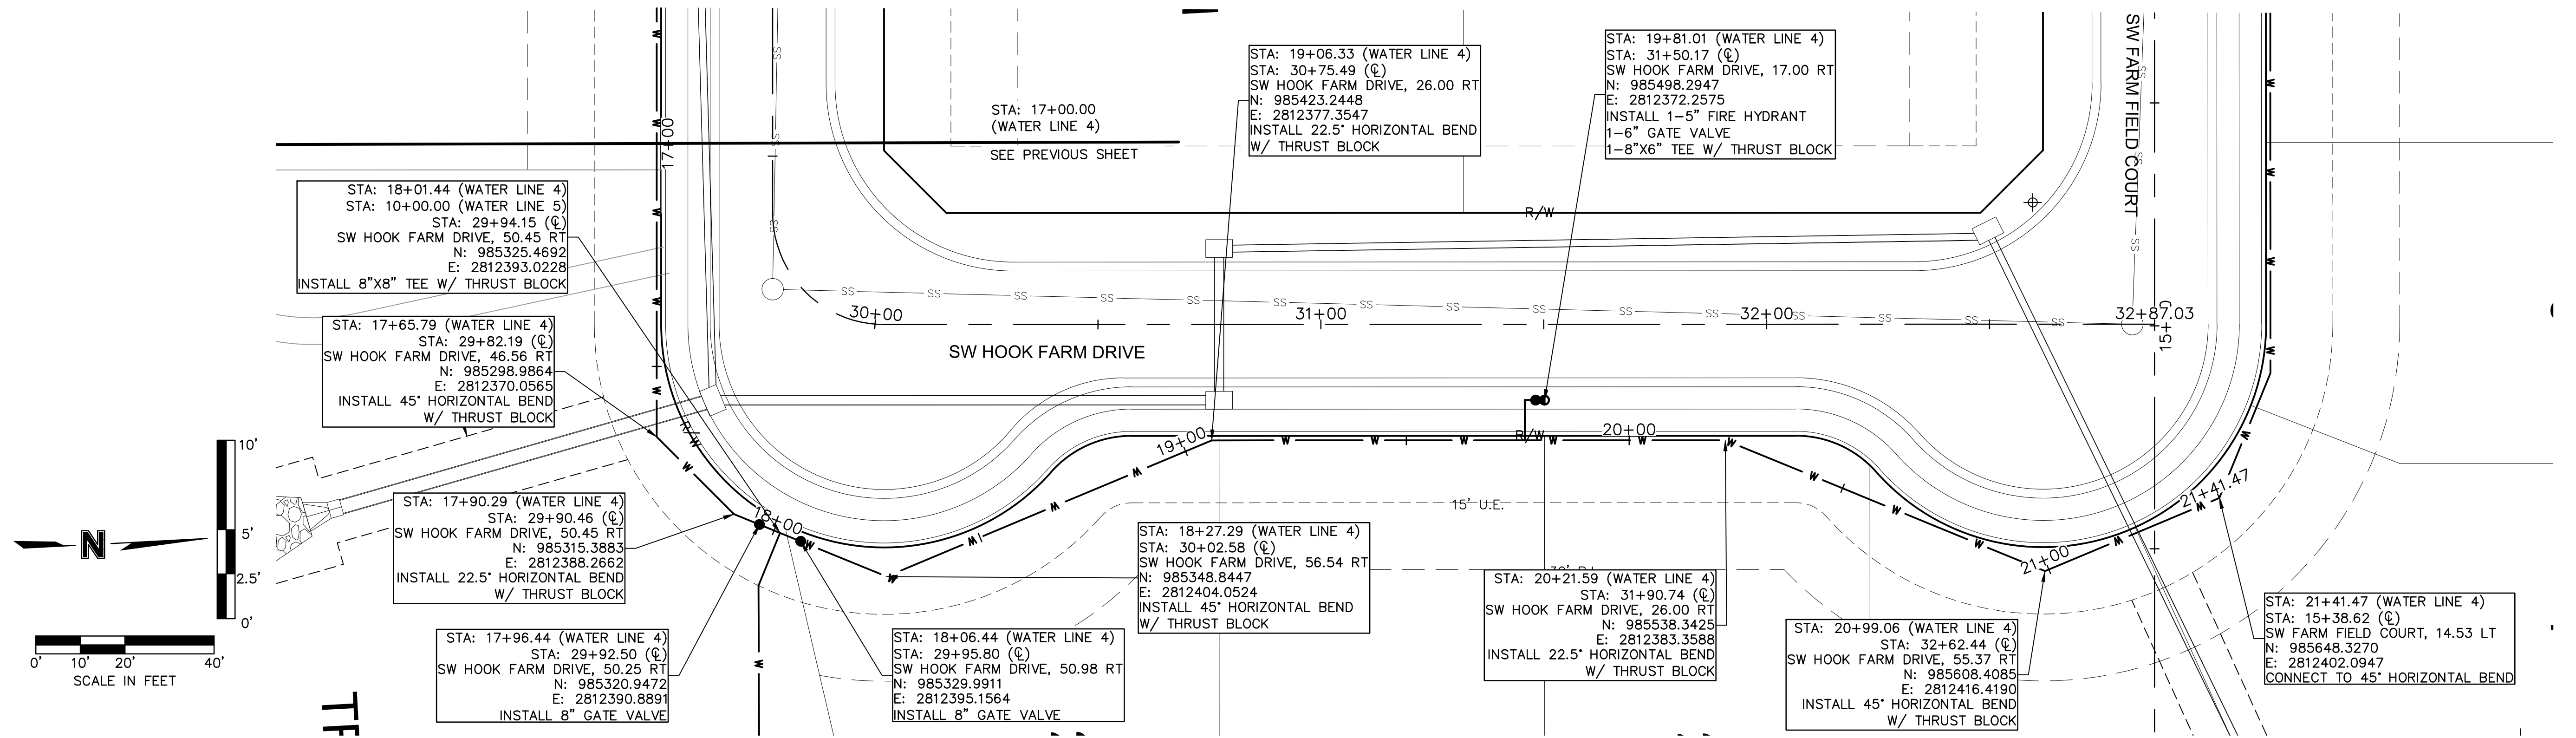 STA: 17+00.00
(WATER LINE 4)
SEE PREVIOUS SHEET
17+00
STA: 19+06.33 (WATER LINE 4)
STA: 30+75.49 (℄)
SW HOOK FARM DRIVE, 26.00 RT
N: 985423.2448
E: 2812377.3547
INSTALL 22.5° HORIZONTAL BEND
W/ THRUST BLOCK
STA: 19+81.01 (WATER LINE 4)
STA: 31+50.17 (℄)
SW HOOK FARM DRIVE, 17.00 RT
N: 985498.2947
E: 2812372.2575
INSTALL 1-5" FIRE HYDRANT
1-6" GATE VALVE
1-8"X6" TEE W/ THRUST BLOCK
SW FARM FIELD COURT
STA: 18+01.44 (WATER LINE 4)
STA: 10+00.00 (WATER LINE 5)
STA: 29+94.15 (℄)
SW HOOK FARM DRIVE, 50.45 RT
N: 985325.4692
E: 2812393.0228
INSTALL 8"X8" TEE W/ THRUST BLOCK
STA: 17+65.79 (WATER LINE 4)
STA: 29+82.19 (℄)
SW HOOK FARM DRIVE, 46.56 RT
N: 985298.9864
E: 2812370.0565
INSTALL 45° HORIZONTAL BEND
W/ THRUST BLOCK
R/W
30+00
31+00
32+00
32+87.03
15+0
SW HOOK FARM DRIVE
SS SS SS SS SS SS SS SS SS SS SS SS SS SS SS
R/W
R/W
18+00
19+00
20+00
21+00
21+41.47
W W W W W W W W W W W W
15' U.E.
STA: 17+90.29 (WATER LINE 4)
STA: 29+90.46 (℄)
SW HOOK FARM DRIVE, 50.45 RT
N: 985315.3883
E: 2812388.2662
INSTALL 22.5° HORIZONTAL BEND
W/ THRUST BLOCK
STA: 17+96.44 (WATER LINE 4)
STA: 29+92.50 (℄)
SW HOOK FARM DRIVE, 50.25 RT
N: 985320.9472
E: 2812390.8891
INSTALL 8" GATE VALVE
STA: 18+06.44 (WATER LINE 4)
STA: 29+95.80 (℄)
SW HOOK FARM DRIVE, 50.98 RT
N: 985329.9911
E: 2812395.1564
INSTALL 8" GATE VALVE
STA: 18+27.29 (WATER LINE 4)
STA: 30+02.58 (℄)
SW HOOK FARM DRIVE, 56.54 RT
N: 985348.8447
E: 2812404.0524
INSTALL 45° HORIZONTAL BEND
W/ THRUST BLOCK
STA: 20+21.59 (WATER LINE 4)
STA: 31+90.74 (℄)
SW HOOK FARM DRIVE, 26.00 RT
N: 985538.3425
E: 2812383.3588
INSTALL 22.5° HORIZONTAL BEND
W/ THRUST BLOCK
STA: 20+99.06 (WATER LINE 4)
STA: 32+62.44 (℄)
SW HOOK FARM DRIVE, 55.37 RT
N: 985608.4085
E: 2812416.4190
INSTALL 45° HORIZONTAL BEND
W/ THRUST BLOCK
STA: 21+41.47 (WATER LINE 4)
STA: 15+38.62 (℄)
SW FARM FIELD COURT, 14.53 LT
N: 985648.3270
E: 2812402.0947
CONNECT TO 45° HORIZONTAL BEND
N
10'
5'
2.5'
0'
0' 10' 20' 40'
SCALE IN FEET